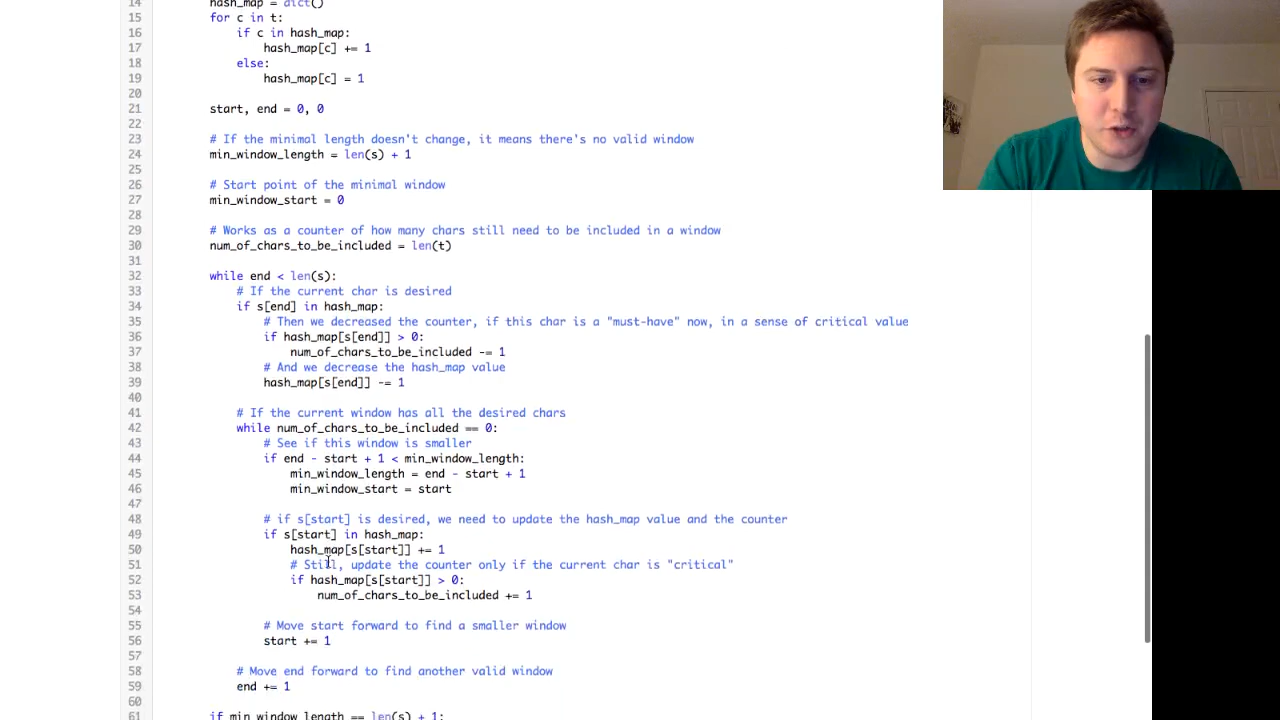 14 hash_map = dict()
15 for c in t:
16 if c in hash_map:
17 hash_map[c] += 1
18 else:
19 hash_map[c] = 1
20
21 start, end = 0, 0
22
23 # If the minimal length doesn't change, it means there's no valid window
24 min_window_length = len(s) + 1
25
26 # Start point of the minimal window
27 min_window_start = 0
28
29 # Works as a counter of how many chars still need to be included in a window
30 num_of_chars_to_be_included = len(t)
31
32 while end < len(s):
33 # If the current char is desired
34 if s[end] in hash_map:
35 # Then we decreased the counter, if this char is a "must-have" now, in a sense of critical value
36 if hash_map[s[end]] > 0:
37 num_of_chars_to_be_included -= 1
38 # And we decrease the hash_map value
39 hash_map[s[end]] -= 1
40
41 # If the current window has all the desired chars
42 while num_of_chars_to_be_included == 0:
43 # See if this window is smaller
44 if end - start + 1 < min_window_length:
45 min_window_length = end - start + 1
46 min_window_start = start
47
48 # if s[start] is desired, we need to update the hash_map value and the counter
49 if s[start] in hash_map:
50 hash_map[s[start]] += 1
51 # Still, update the counter only if the current char is "critical"
52 if hash_map[s[start]] > 0:
53 num_of_chars_to_be_included += 1
54
55 # Move start forward to find a smaller window
56 start += 1
57
58 # Move end forward to find another valid window
59 end += 1
60
61 if min_window_length == len(s) + 1: